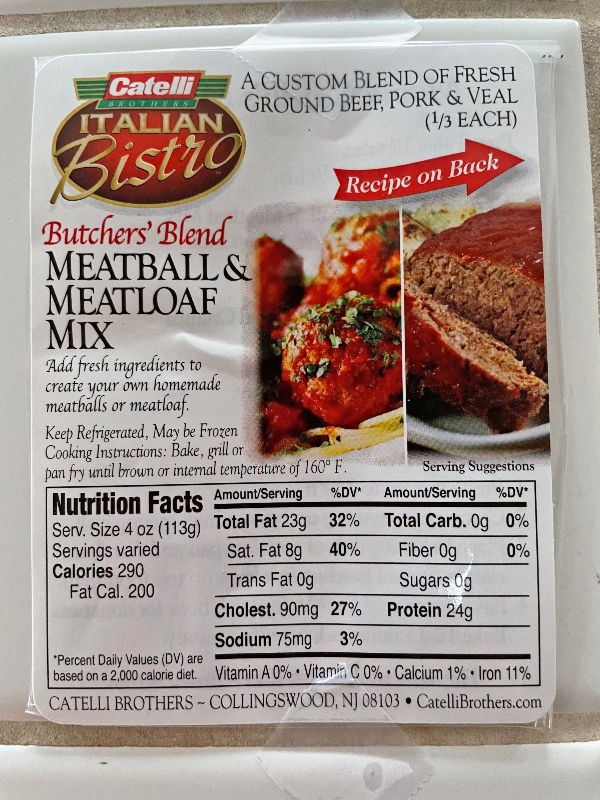 Catelli
BROTHERS
ITALIAN
Bistro
A CUSTOM BLEND OF FRESH
GROUND BEEF, PORK & VEAL
(1/3 EACH)
Recipe on Back
Butchers' Blend
MEATBALL &
MEATLOAF
MIX
Add fresh ingredients to
create your own homemade
meatballs or meatloaf.
Keep Refrigerated, May be Frozen
Cooking Instructions: Bake, grill or
pan fry until brown or internal temperature of 160° F.
Serving Suggestions
Nutrition Facts
Serv. Size 4 oz (113g)
Servings varied
Calories 290
Fat Cal. 200
*Percent Daily Values (DV) are
based on a 2,000 calorie diet.
Amount/Serving %DV* Amount/Serving %DV*
Total Fat 23g 32% Total Carb. 0g 0%
Sat. Fat 8g 40% Fiber 0g 0%
Trans Fat 0g Sugars 0g
Cholest. 90mg 27% Protein 24g
Sodium 75mg 3%
Vitamin A 0% • Vitamin C 0% • Calcium 1% • Iron 11%
CATELLI BROTHERS ~ COLLINGSWOOD, NJ 08103 • CatelliBrothers.com